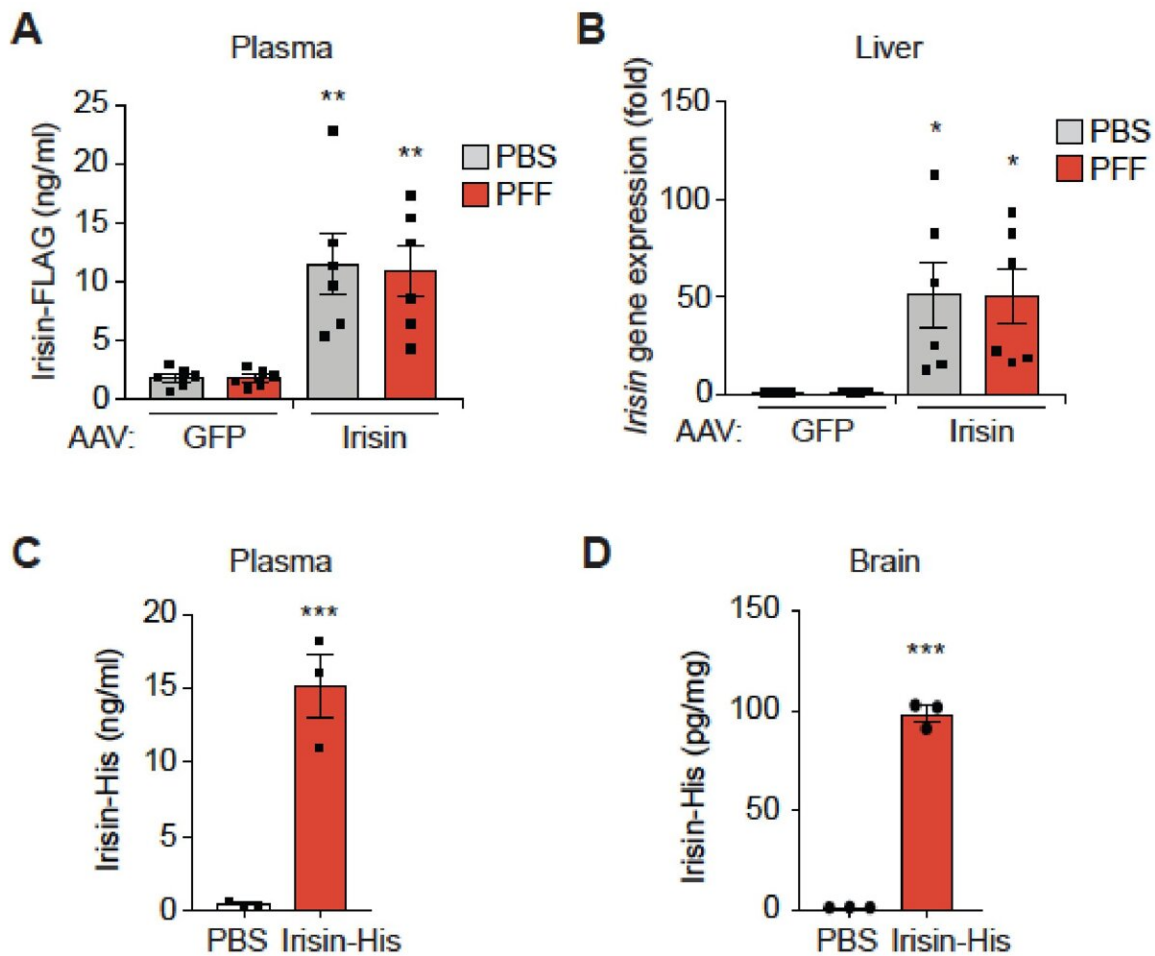 A
Plasma
Irisin-FLAG (ng/ml)
25
20
15
10
5
0
**
**
PBS
PFF
AAV:
GFP
Irisin
B
Liver
Irisin gene expression (fold)
150
100
50
0
*
*
PBS
PFF
AAV:
GFP
Irisin
C
Plasma
Irisin-His (ng/ml)
20
15
10
5
0
***
PBS Irisin-His
D
Brain
Irisin-His (pg/mg)
150
100
50
0
***
PBS Irisin-His